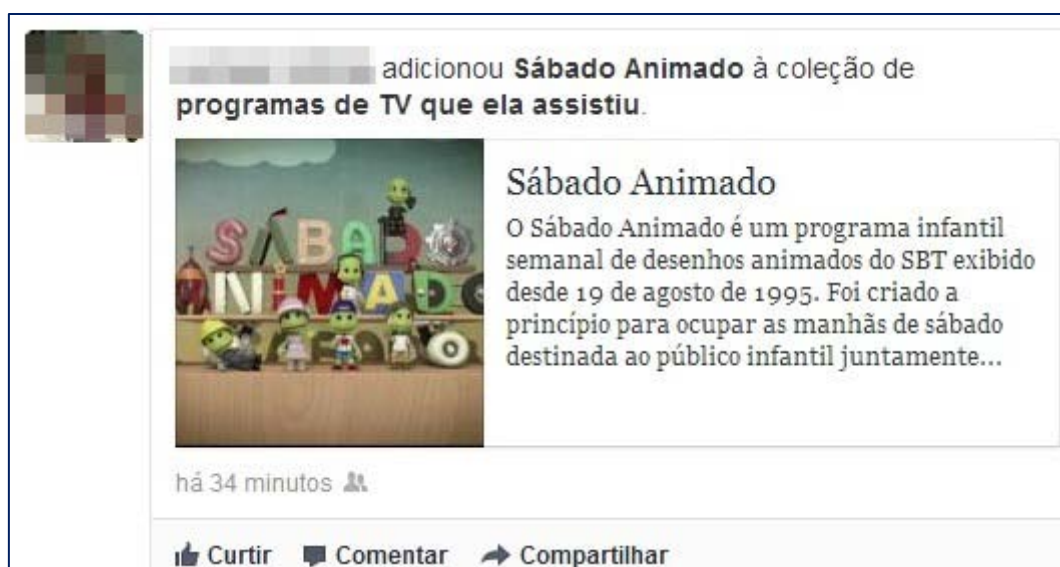 adicionou Sábado Animado à coleção de
programas de TV que ela assistiu.
SÁBADO
ANIMADO
Sábado Animado
O Sábado Animado é um programa infantil
semanal de desenhos animados do SBT exibido
desde 19 de agosto de 1995. Foi criado a
princípio para ocupar as manhãs de sábado
destinada ao público infantil juntamente...
há 34 minutos
Curtir Comentar Compartilhar